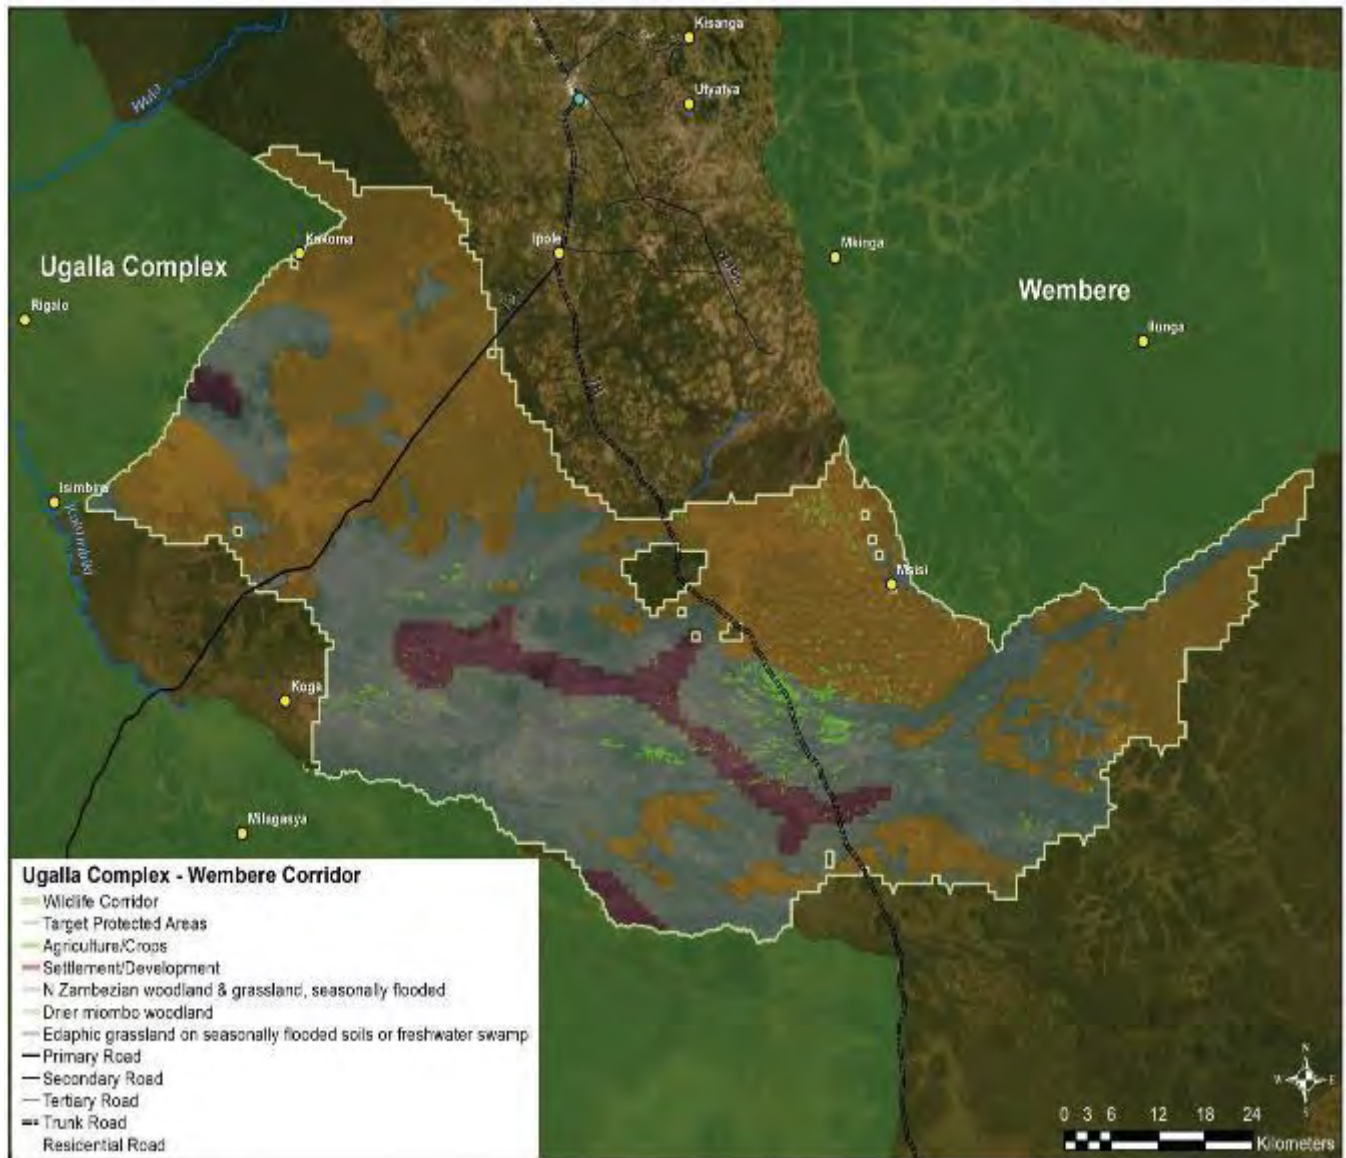 Kisanga
Utyatya
Wala
Kakoma
Ipole
Mkinga
Ugalla Complex
Wembere
Rigalo
Ilunga
Isimbira
Msisi
Koga
Milagasya
Ugalla Complex - Wembere Corridor
Wildlife Corridor
Target Protected Areas
Agriculture/Crops
Settlement/Development
N Zambezian woodland & grassland, seasonally flooded
Drier miombo woodland
Edaphic grassland on seasonally flooded soils or freshwater swamp
Primary Road
Secondary Road
Tertiary Road
Trunk Road
Residential Road
N
W E
S
0 3 6 12 18 24
Kilometers